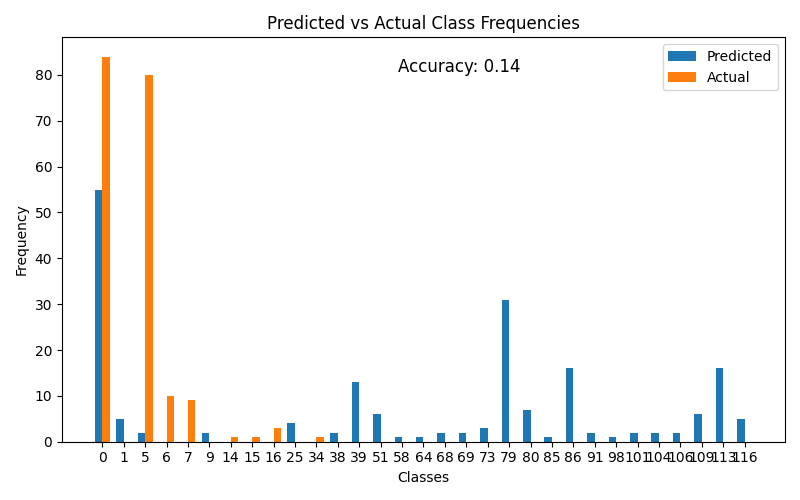 Predicted vs Actual Class Frequencies
Accuracy: 0.14
Predicted
Actual
80
70
60
50
40
30
20
10
0
Frequency
0 1 5 6 7 9 14 15 16 25 34 38 39 51 58 64 68 69 73 79 80 85 86 91 98 101 104 106 109 113 116
Classes